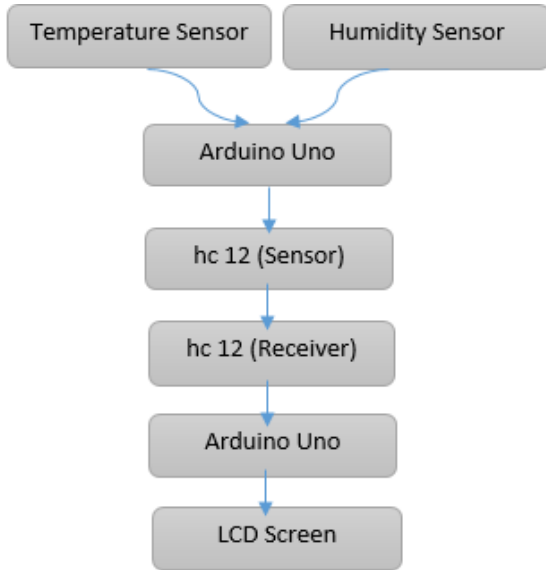 Temperature Sensor
Humidity Sensor
Arduino Uno
hc 12 (Sensor)
hc 12 (Receiver)
Arduino Uno
LCD Screen